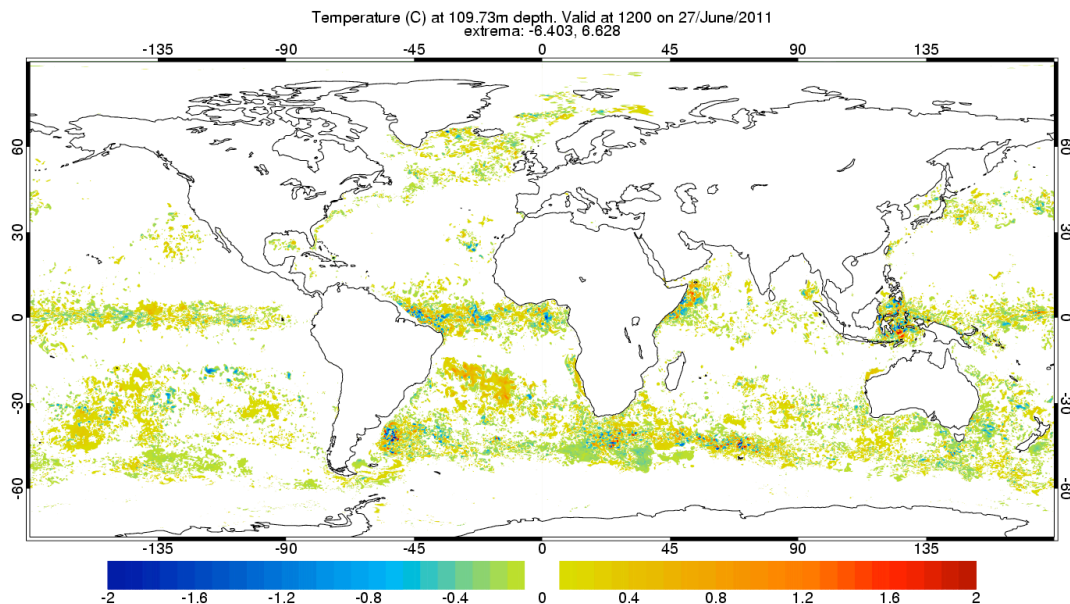 Temperature (C) at 109.73m depth. Valid at 1200 on 27/June/2011
extrema: -6.403, 6.628
-135 -90 -45 0 45 90 135
60 60
30 30
0 0
-30 -30
-60 -60
-135 -90 -45 0 45 90 135
-2 -1.6 -1.2 -0.8 -0.4 0 0.4 0.8 1.2 1.6 2